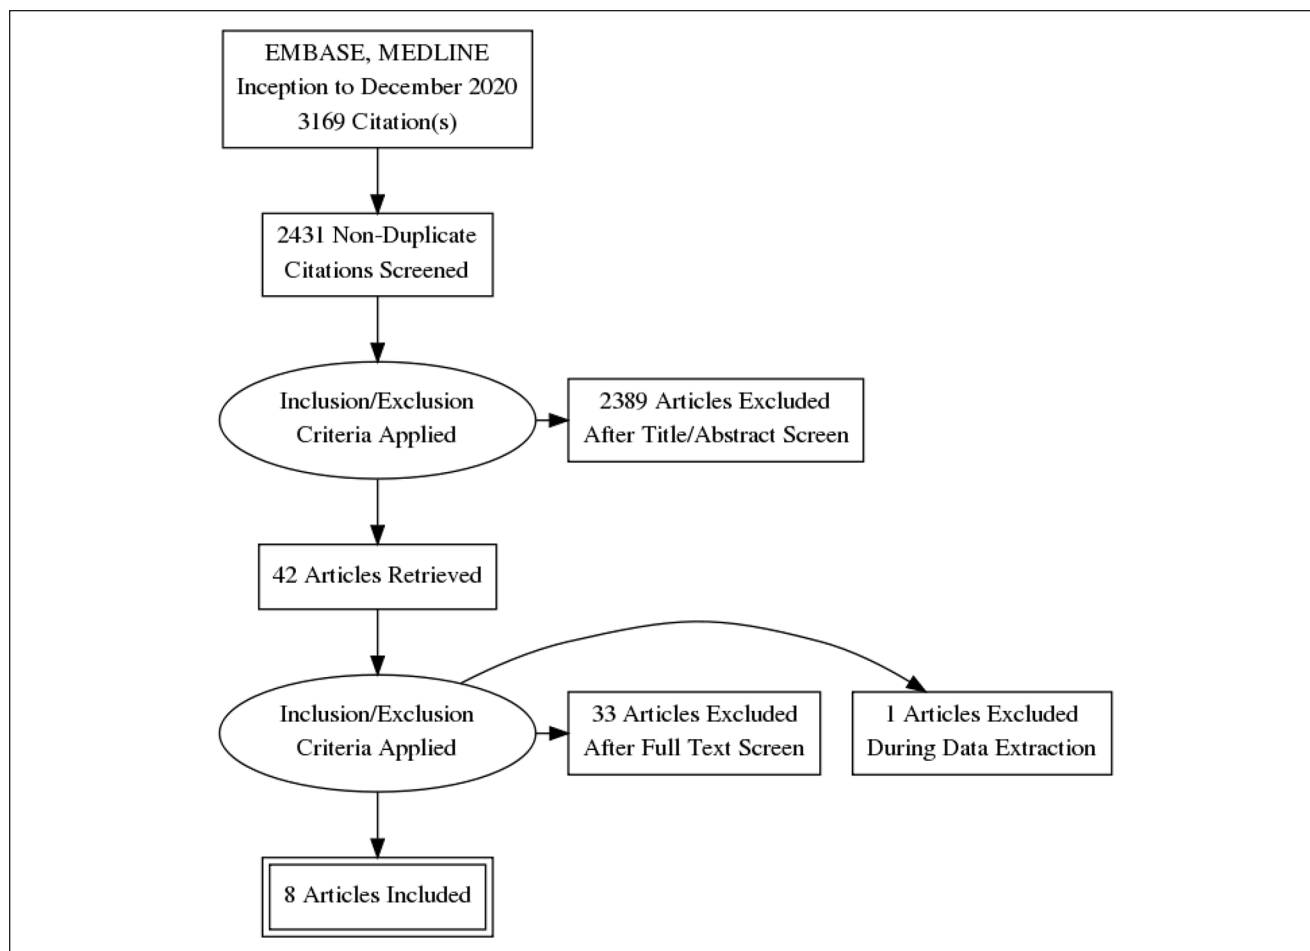 EMBASE, MEDLINE
Inception to December 2020
3169 Citation(s)
2431 Non-Duplicate
Citations Screened
Inclusion/Exclusion
Criteria Applied
2389 Articles Excluded
After Title/Abstract Screen
42 Articles Retrieved
Inclusion/Exclusion
Criteria Applied
33 Articles Excluded
After Full Text Screen
1 Articles Excluded
During Data Extraction
8 Articles Included